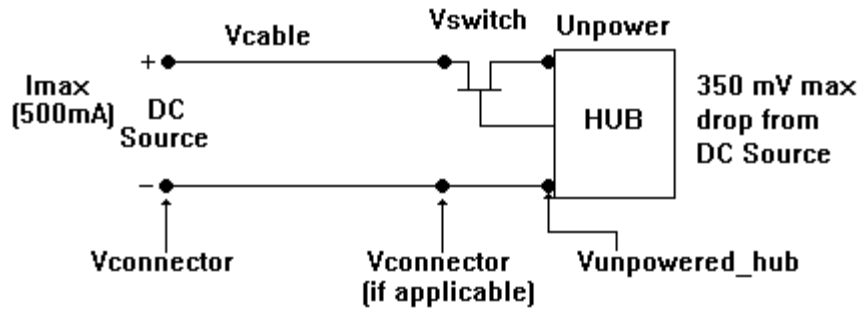 Vcable
Vswitch
Unpower
+
Imax
(500mA)
DC
Source
HUB
350 mV max
drop from
DC Source
–
Vconnector
Vconnector
(if applicable)
Vunpowered_hub